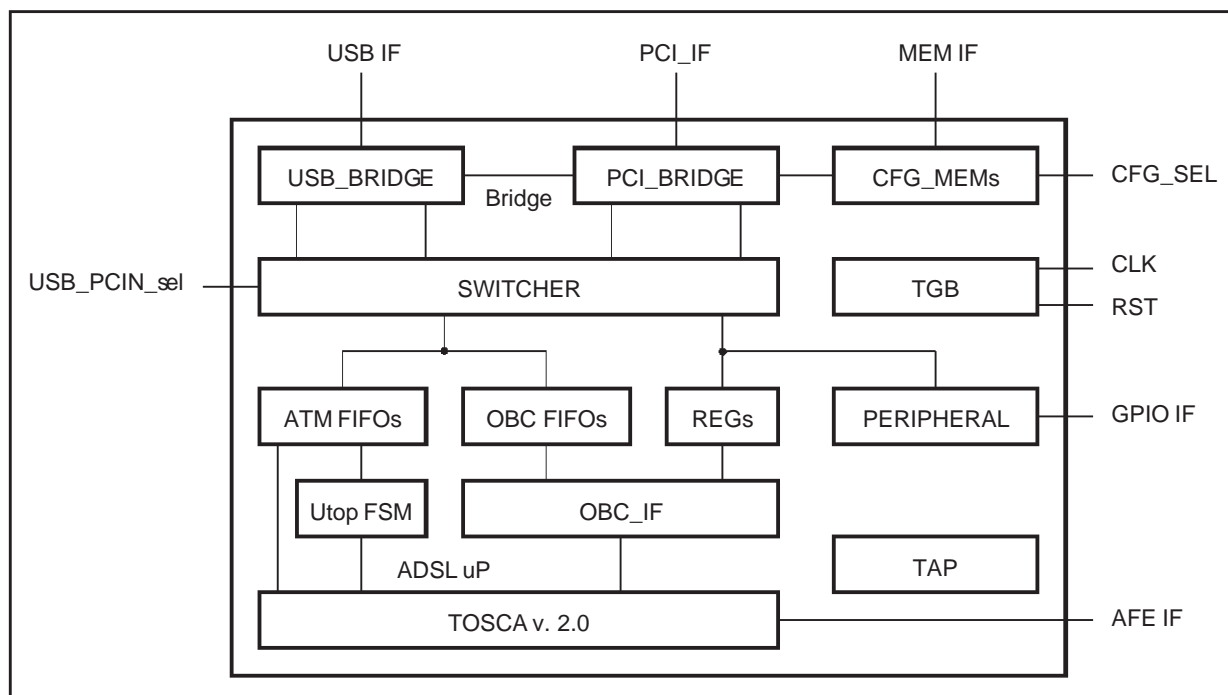 USB IF
PCI_IF
MEM IF
USB_BRIDGE
PCI_BRIDGE
CFG_MEMs
CFG_SEL
Bridge
USB_PCIN_sel
SWITCHER
TGB
CLK
RST
ATM FIFOs
OBC FIFOs
REGs
PERIPHERAL
GPIO IF
Utop FSM
OBC_IF
ADSL uP
TAP
TOSCA v. 2.0
AFE IF